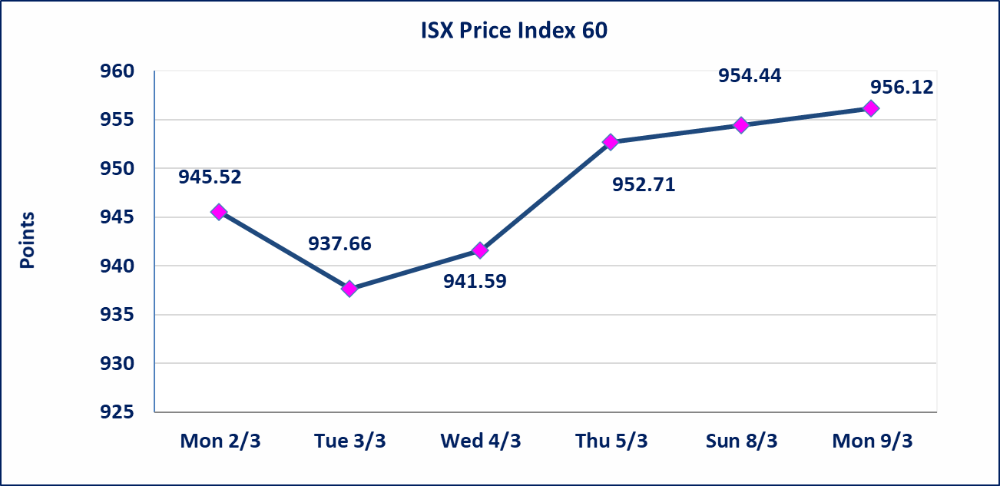 ISX Price Index 60
960
955
950
945
940
935
930
925
Points
945.52
937.66
941.59
952.71
954.44
956.12
Mon 2/3
Tue 3/3
Wed 4/3
Thu 5/3
Sun 8/3
Mon 9/3